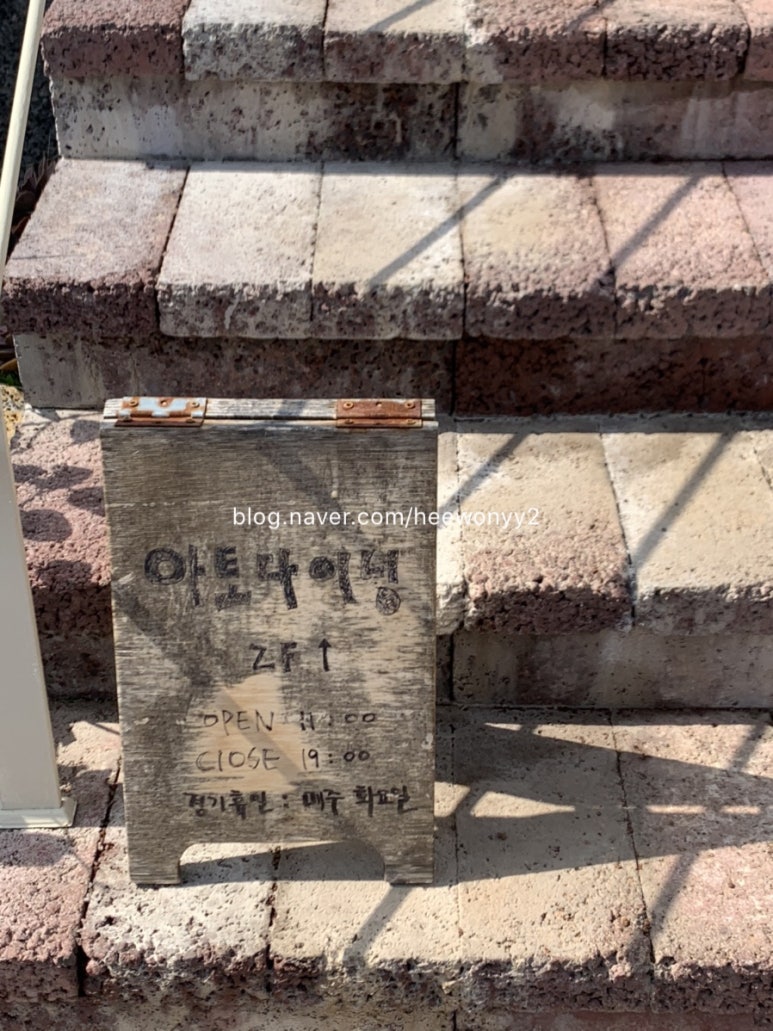 blog.naver.com/heewonyy2
아토다이닝
2F ↑
OPEN 11:00
CLOSE 19:00
정기휴일 : 매주 화요일